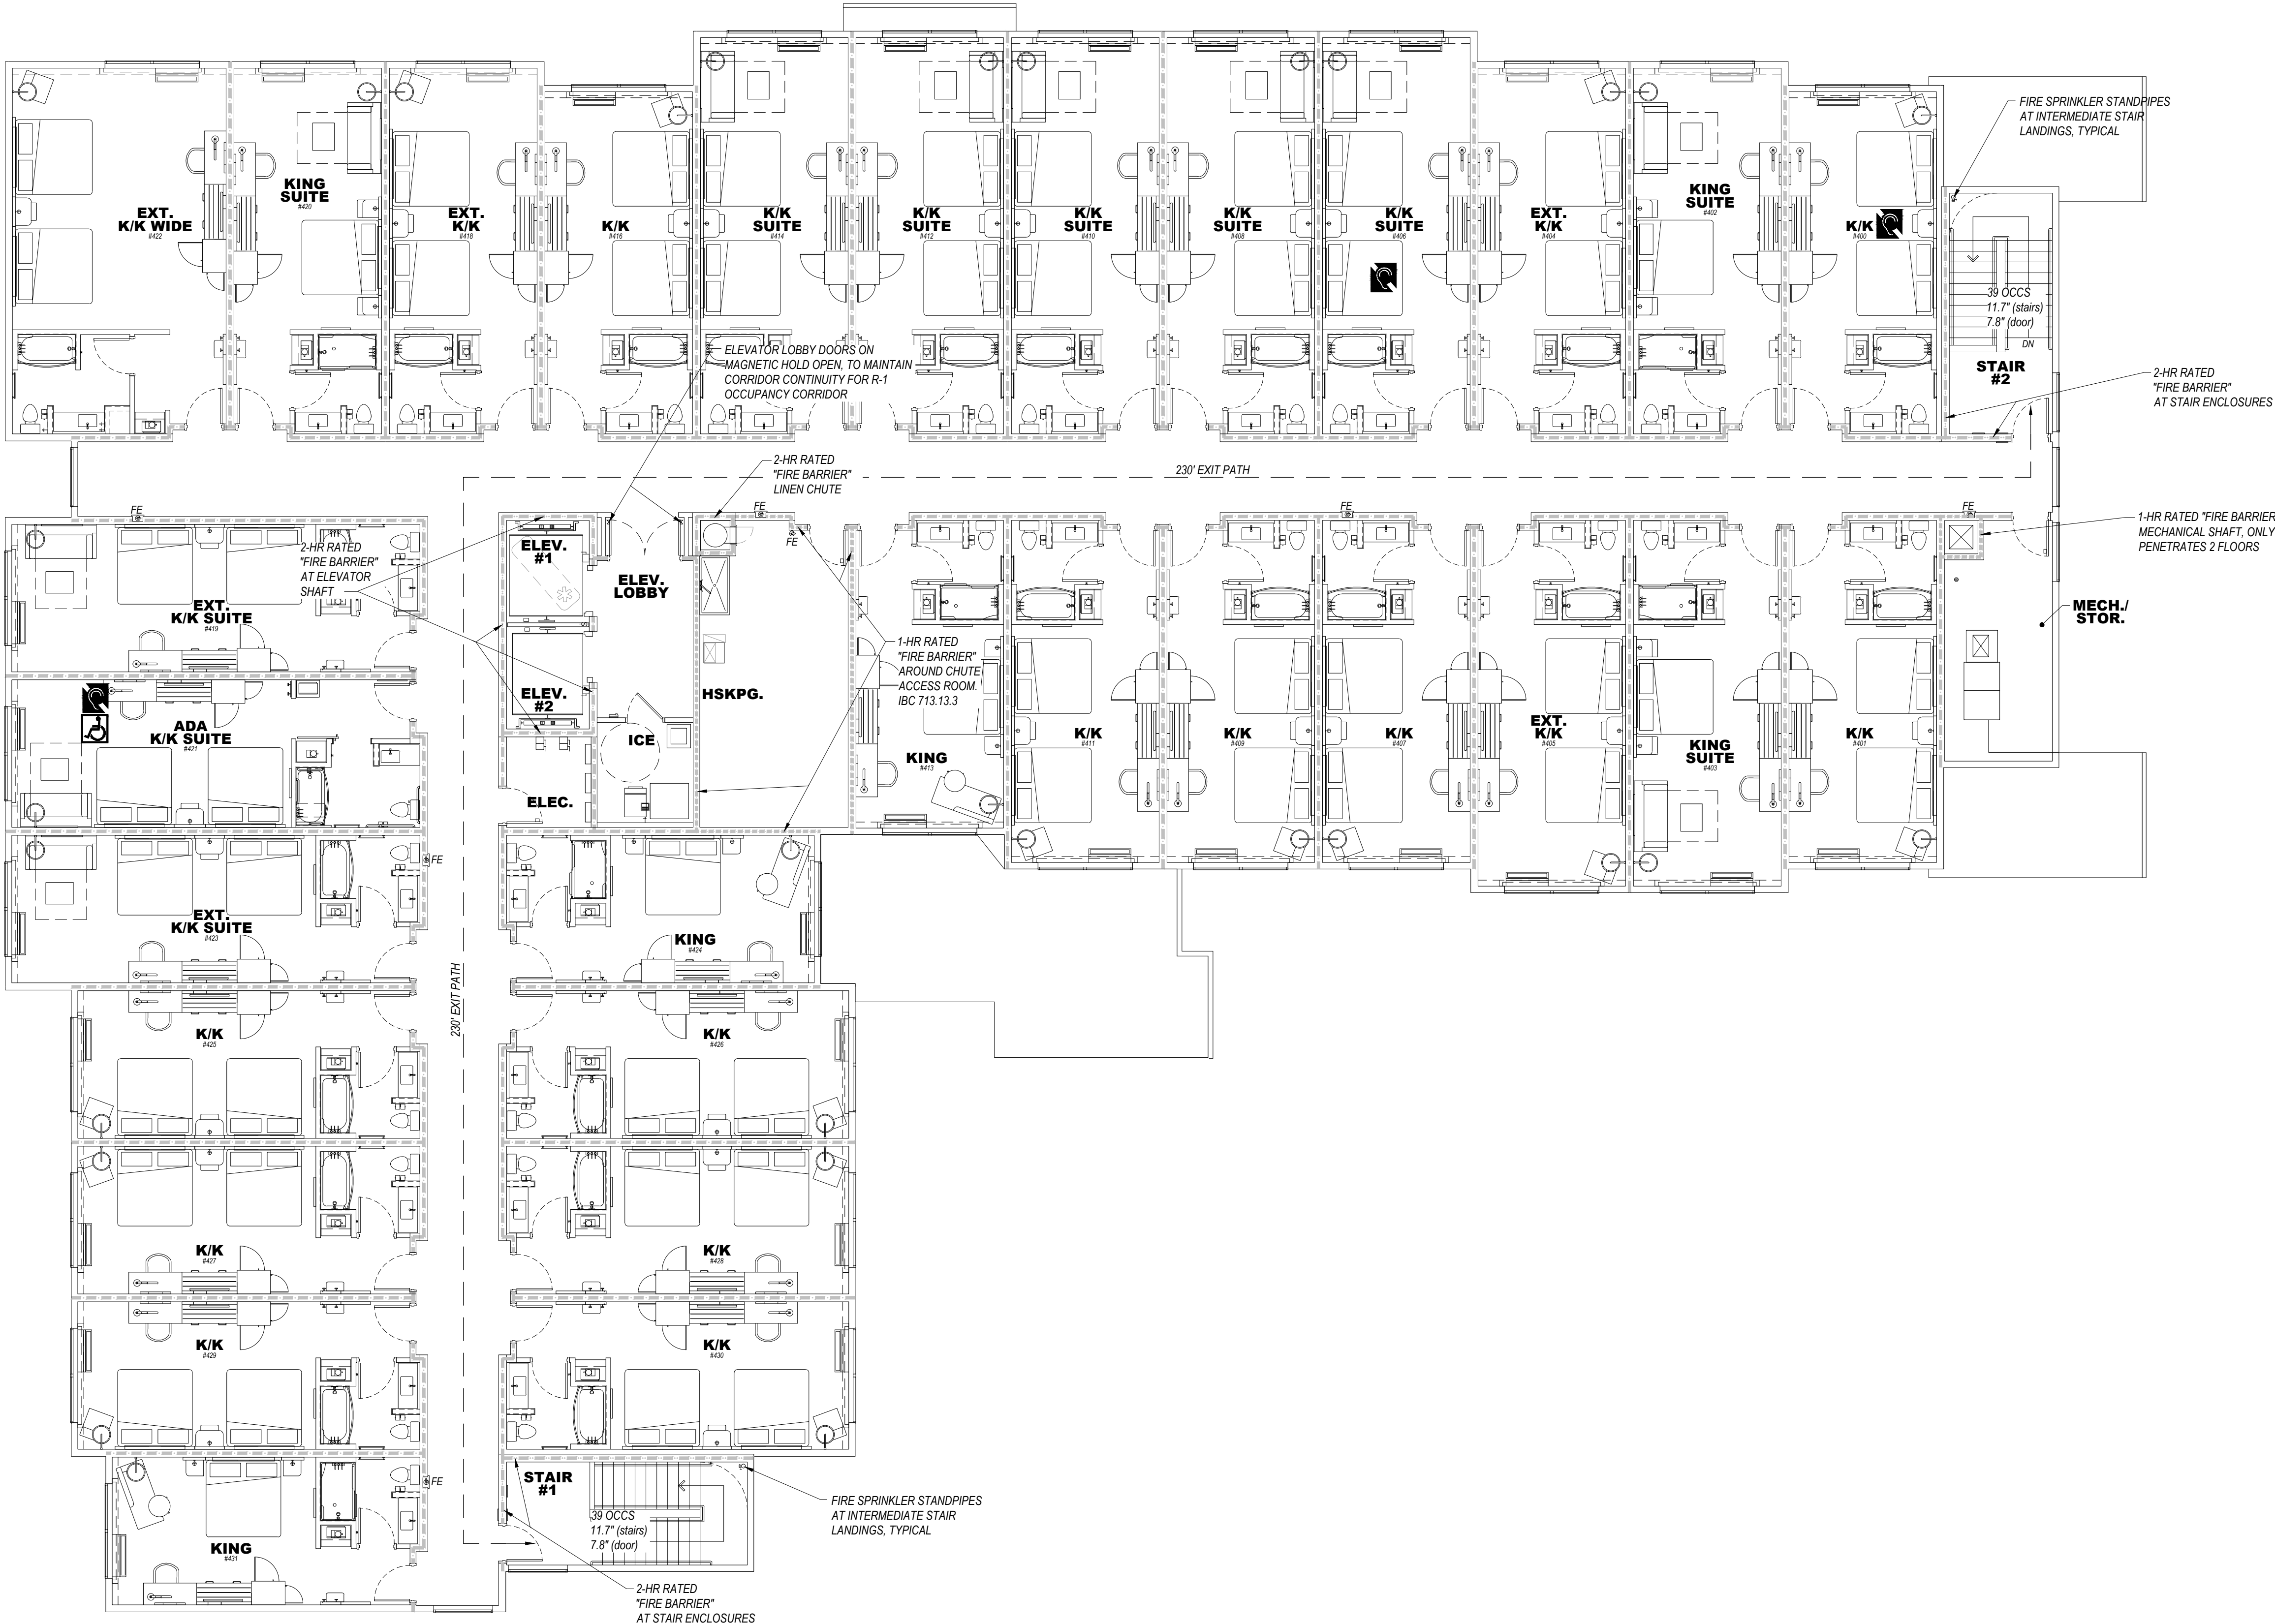 FIRE SPRINKLER STANDPIPES
AT INTERMEDIATE STAIR
LANDINGS, TYPICAL
EXT.
K/K WIDE
#422
KING
SUITE
#420
EXT.
K/K
#418
K/K
#416
K/K
SUITE
#414
K/K
SUITE
#412
K/K
SUITE
#410
K/K
SUITE
#408
K/K
SUITE
#406
EXT.
K/K
#404
KING
SUITE
#402
K/K
#400
39 OCCS
11.7" (stairs)
7.8" (door)
DN
STAIR
#2
ELEVATOR LOBBY DOORS ON
MAGNETIC HOLD OPEN, TO MAINTAIN
CORRIDOR CONTINUITY FOR R-1
OCCUPANCY CORRIDOR
2-HR RATED
"FIRE BARRIER"
AT STAIR ENCLOSURES
2-HR RATED
"FIRE BARRIER"
LINEN CHUTE
230' EXIT PATH
FE
FE
FE
FE
FE
1-HR RATED "FIRE BARRIER
MECHANICAL SHAFT, ONLY
PENETRATES 2 FLOORS
2-HR RATED
"FIRE BARRIER"
AT ELEVATOR
SHAFT
ELEV.
#1
ELEV.
LOBBY
EXT.
K/K SUITE
#419
MECH./
STOR.
1-HR RATED
"FIRE BARRIER"
AROUND CHUTE
ACCESS ROOM.
IBC 713.13.3
ELEV.
#2
HSKPG.
ADA
K/K SUITE
#421
ICE
KING
#413
K/K
#411
K/K
#409
K/K
#407
EXT.
K/K
#405
KING
SUITE
#403
K/K
#401
ELEC.
FE
EXT.
K/K SUITE
#423
KING
#424
230' EXIT PATH
K/K
#425
K/K
#426
K/K
#427
K/K
#428
K/K
#429
K/K
#430
FE
STAIR
#1
39 OCCS
11.7" (stairs)
7.8" (door)
FIRE SPRINKLER STANDPIPES
AT INTERMEDIATE STAIR
LANDINGS, TYPICAL
KING
#431
2-HR RATED
"FIRE BARRIER"
AT STAIR ENCLOSURES